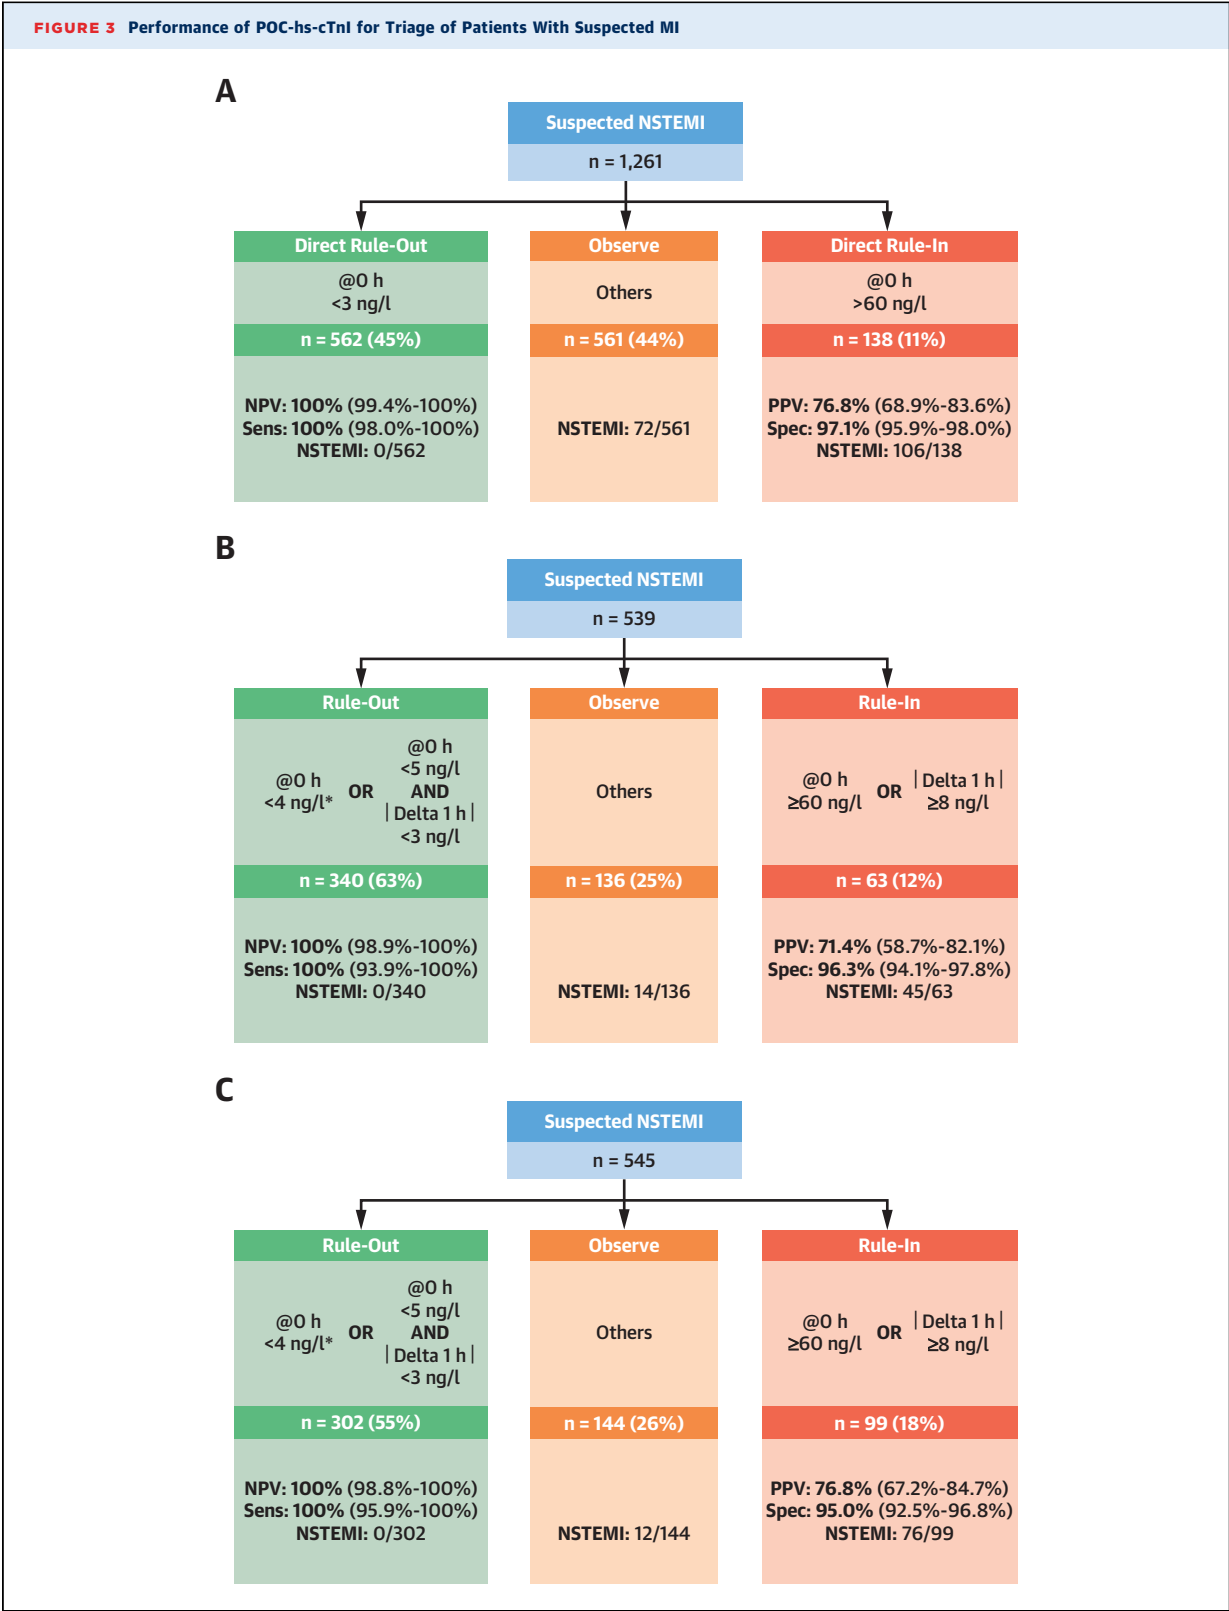 FIGURE 3 Performance of POC-hs-cTnI for Triage of Patients With Suspected MI
A
Suspected NSTEMI
n = 1,261
Direct Rule-Out
@0 h
<3 ng/l
n = 562 (45%)
NPV: 100% (99.4%-100%)
Sens: 100% (98.0%-100%)
NSTEMI: 0/562
Observe
Others
n = 561 (44%)
NSTEMI: 72/561
Direct Rule-In
@0 h
>60 ng/l
n = 138 (11%)
PPV: 76.8% (68.9%-83.6%)
Spec: 97.1% (95.9%-98.0%)
NSTEMI: 106/138
B
Suspected NSTEMI
n = 539
Rule-Out
@0 h
<4 ng/l*
OR
@0 h
<5 ng/l
AND
| Delta 1 h |
<3 ng/l
n = 340 (63%)
NPV: 100% (98.9%-100%)
Sens: 100% (93.9%-100%)
NSTEMI: 0/340
Observe
Others
n = 136 (25%)
NSTEMI: 14/136
Rule-In
@0 h
≥60 ng/l
OR
| Delta 1 h |
≥8 ng/l
n = 63 (12%)
PPV: 71.4% (58.7%-82.1%)
Spec: 96.3% (94.1%-97.8%)
NSTEMI: 45/63
C
Suspected NSTEMI
n = 545
Rule-Out
@0 h
<4 ng/l*
OR
@0 h
<5 ng/l
AND
| Delta 1 h |
<3 ng/l
n = 302 (55%)
NPV: 100% (98.8%-100%)
Sens: 100% (95.9%-100%)
NSTEMI: 0/302
Observe
Others
n = 144 (26%)
NSTEMI: 12/144
Rule-In
@0 h
≥60 ng/l
OR
| Delta 1 h |
≥8 ng/l
n = 99 (18%)
PPV: 76.8% (67.2%-84.7%)
Spec: 95.0% (92.5%-96.8%)
NSTEMI: 76/99